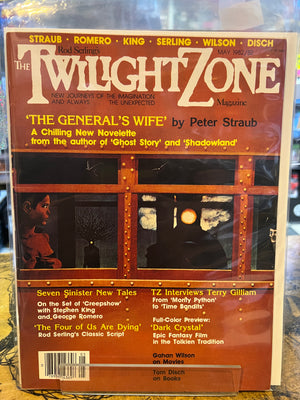 STRAUB • ROMERO • KING • SERLING • WILSON • DISCH
Rod Serling's
MAY 1982
THE TWILIGHT ZONE
Magazine
NEW JOURNEYS OF THE IMAGINATION
AND ALWAYS THE UNEXPECTED
'THE GENERAL'S WIFE' by Peter Straub
A Chilling New Novelette
from the author of 'Ghost Story' and 'Shadowland'
Seven Sinister New Tales
On the Set of 'Creepshow'
with Stephen King
and George Romero
'The Four of Us Are Dying'
Rod Serling's Classic Script
TZ Interviews Terry Gilliam
From 'Monty Python'
to 'Time Bandits'
Full-Color Preview:
'Dark Crystal'
Epic Fantasy Film
in the Tolkien Tradition
Gahan Wilson
on Movies
Tom Disch
on Books